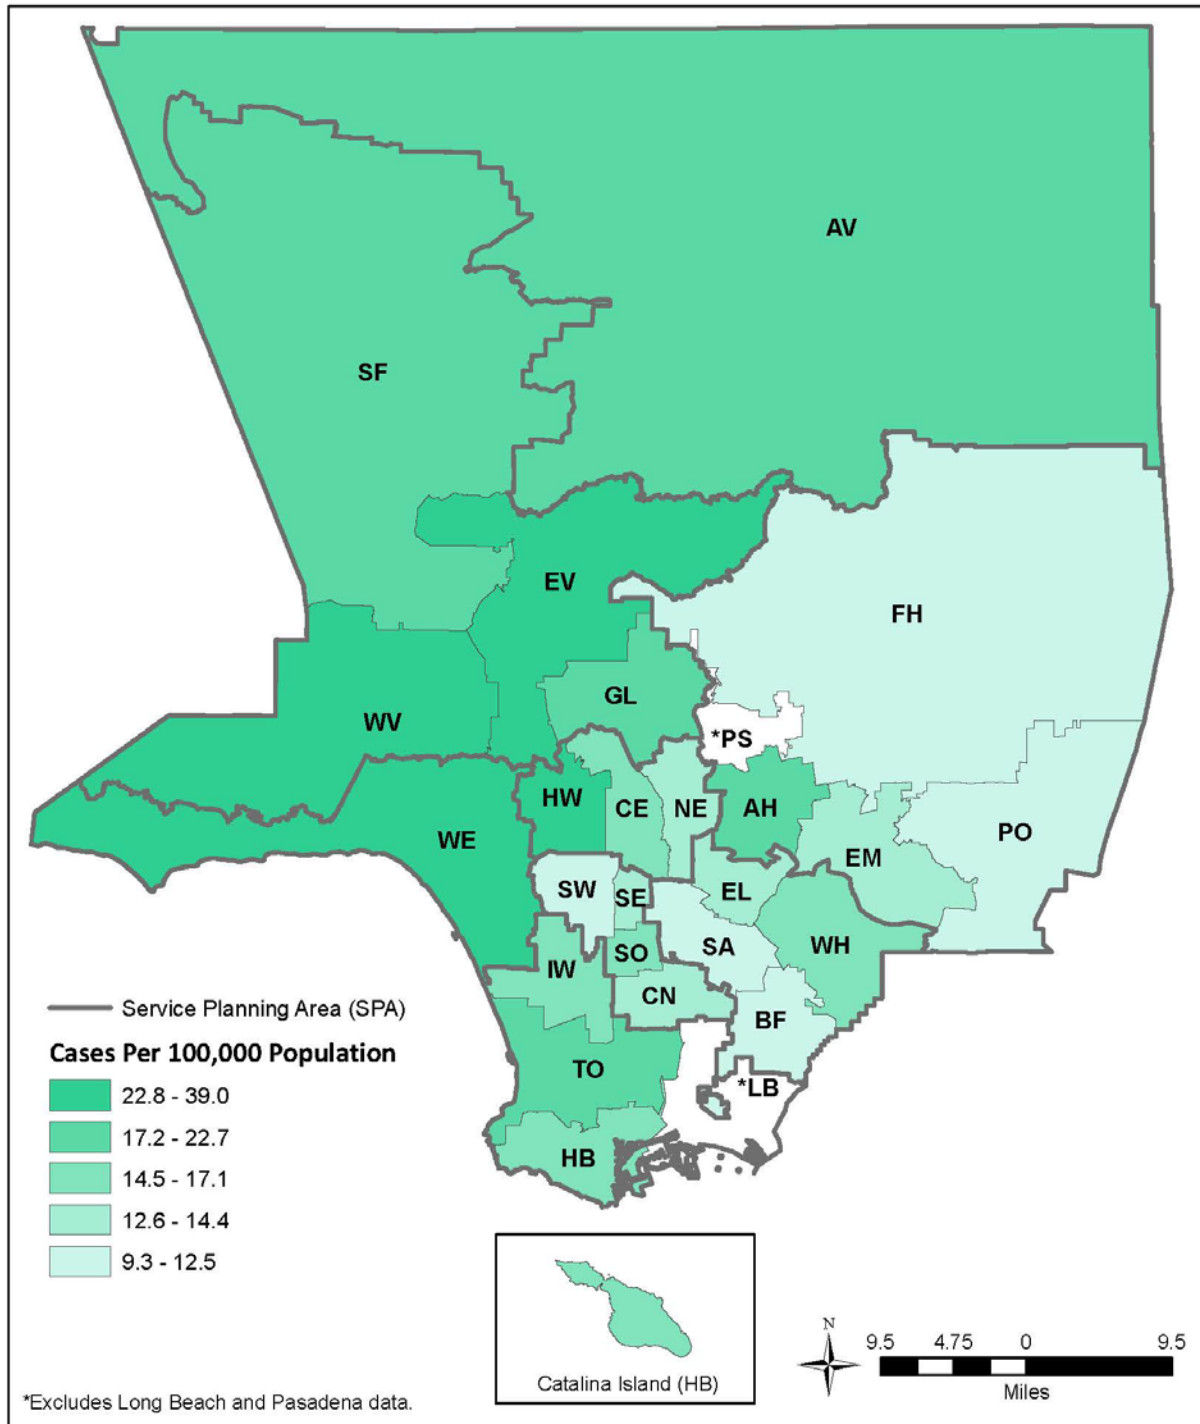 AV
SF
EV
FH
GL
WV
*PS
HW
CE
NE
AH
WE
PO
EM
SW
SE
EL
SO
SA
WH
IW
CN
BF
TO
*LB
HB
Service Planning Area (SPA)
Cases Per 100,000 Population
22.8 - 39.0
17.2 - 22.7
14.5 - 17.1
12.6 - 14.4
9.3 - 12.5
Catalina Island (HB)
N
9.5 4.75 0 9.5
Miles
*Excludes Long Beach and Pasadena data.